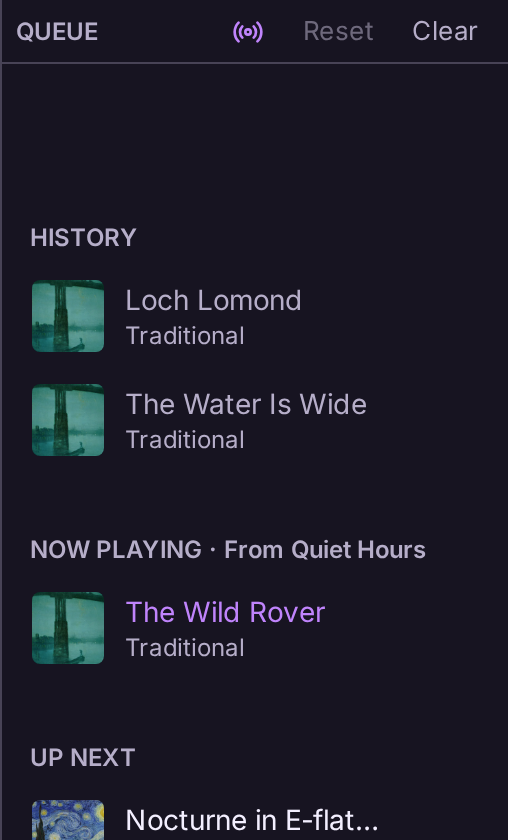 QUEUE Reset Clear
HISTORY
Loch Lomond
Traditional
The Water Is Wide
Traditional
NOW PLAYING · From Quiet Hours
The Wild Rover
Traditional
UP NEXT
Nocturne in E-flat...